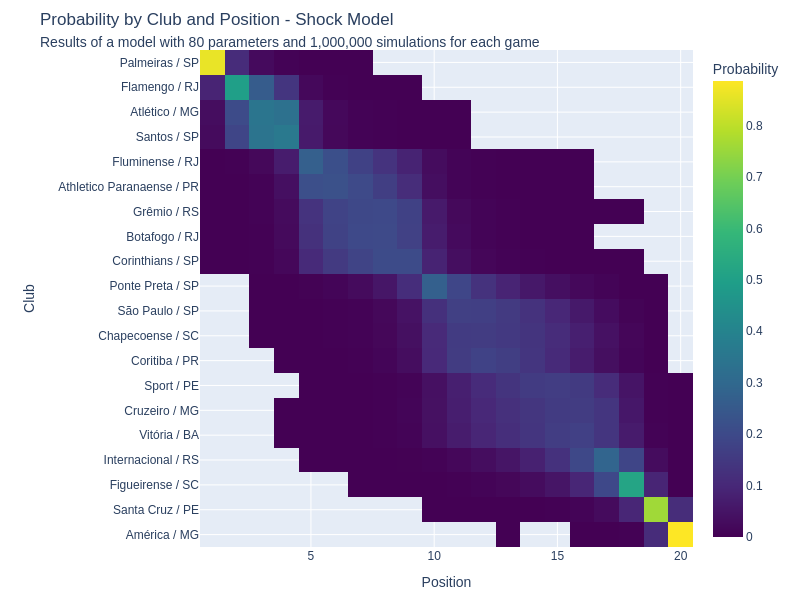 Probability by Club and Position - Shock Model
Results of a model with 80 parameters and 1,000,000 simulations for each game
Probability
Club
Palmeiras / SP
Flamengo / RJ
Atlético / MG
Santos / SP
Fluminense / RJ
Athletico Paranaense / PR
Grêmio / RS
Botafogo / RJ
Corinthians / SP
Ponte Preta / SP
São Paulo / SP
Chapecoense / SC
Coritiba / PR
Sport / PE
Cruzeiro / MG
Vitória / BA
Internacional / RS
Figueirense / SC
Santa Cruz / PE
América / MG
0.8
0.7
0.6
0.5
0.4
0.3
0.2
0.1
0
5 10 15 20
Position